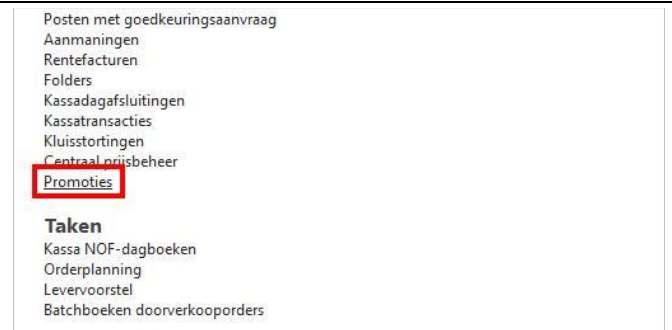 Posten met goedkeuringsaanvraag
Aanmaningen
Rentefacturen
Folders
Kassadagafsluitingen
Kassatransacties
Kluisstortingen
Centraal prijsbeheer
Promoties
Taken
Kassa NOF-dagboeken
Orderplanning
Levervoorstel
Batchboeken doorverkooporders